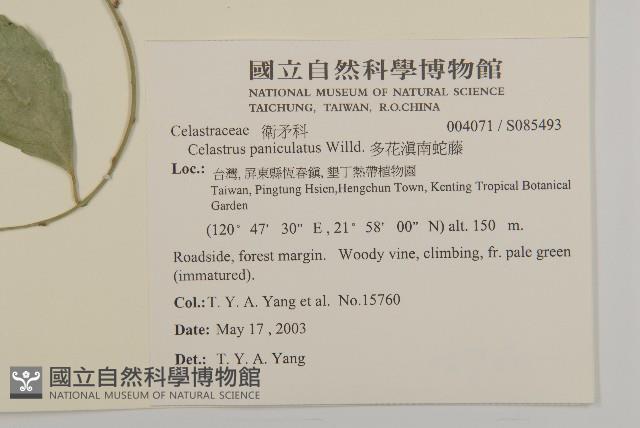 國立自然科學博物館
NATIONAL MUSEUM OF NATURAL SCIENCE
TAICHUNG, TAIWAN, R.O.CHINA
Celastraceae 衛矛科 004071 / S085493
Celastrus paniculatus Willd. 多花滇南蛇藤
Loc.: 台灣, 屏東縣恆春鎮, 墾丁熱帶植物園
Taiwan, Pingtung Hsien,Hengchun Town, Kenting Tropical Botanical
Garden
(120° 47' 30" E , 21° 58' 00" N) alt. 150 m.
Roadside, forest margin. Woody vine, climbing, fr. pale green
(immatured).
Col.: T. Y. A. Yang et al. No.15760
Date: May 17 , 2003
Det.: T. Y. A. Yang
國立自然科學博物館
NATIONAL MUSEUM OF NATURAL SCIENCE